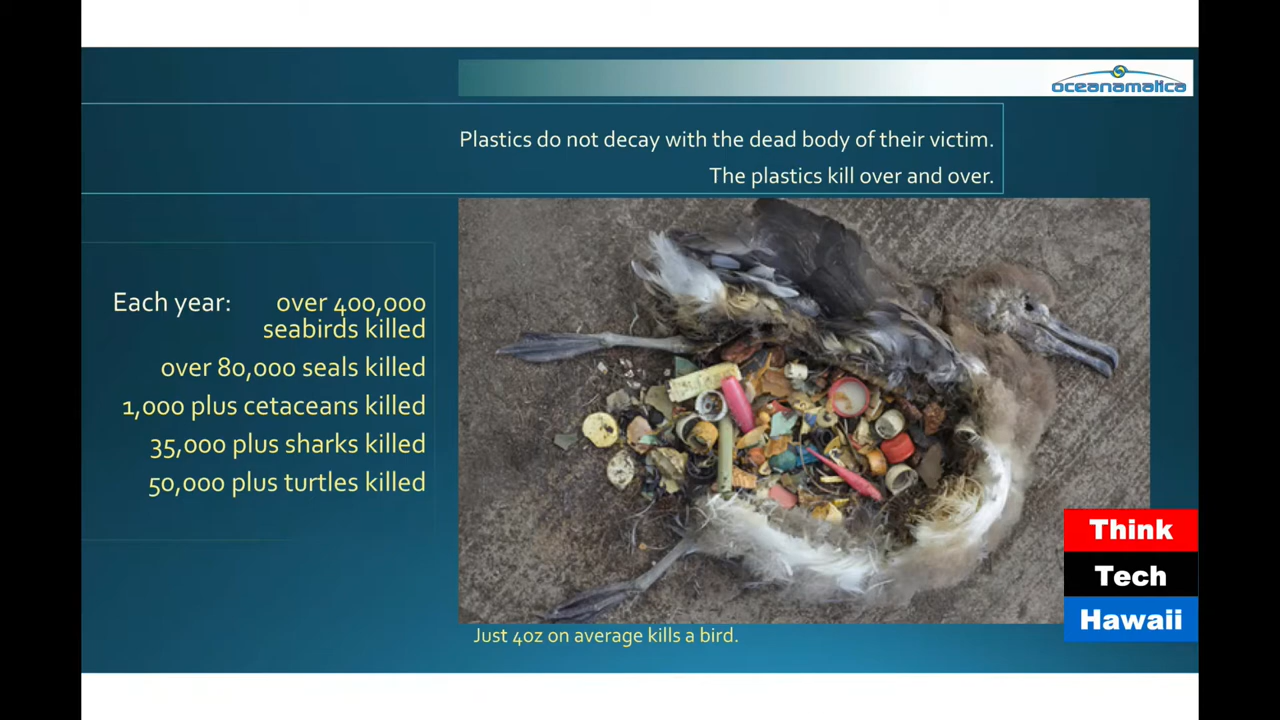 oceanamatica
Plastics do not decay with the dead body of their victim.
The plastics kill over and over.
Each year: over 400,000
seabirds killed
over 80,000 seals killed
1,000 plus cetaceans killed
35,000 plus sharks killed
50,000 plus turtles killed
Just 4oz on average kills a bird.
Think
Tech
Hawaii